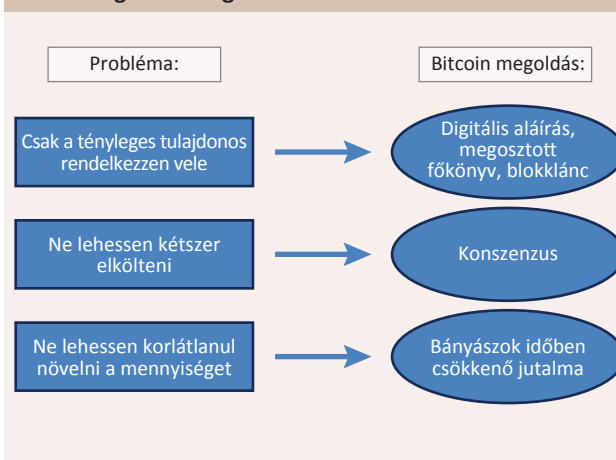 Probléma:
Bitcoin megoldás:
Csak a tényleges tulajdonos
rendelkezzen vele
Digitális aláírás,
megosztott
főkönyv, blokklánc
Ne lehessen kétszer
elkölteni
Konszenzus
Ne lehessen korlátlanul
növelni a mennyiséget
Bányászok időben
csökkenő jutalma